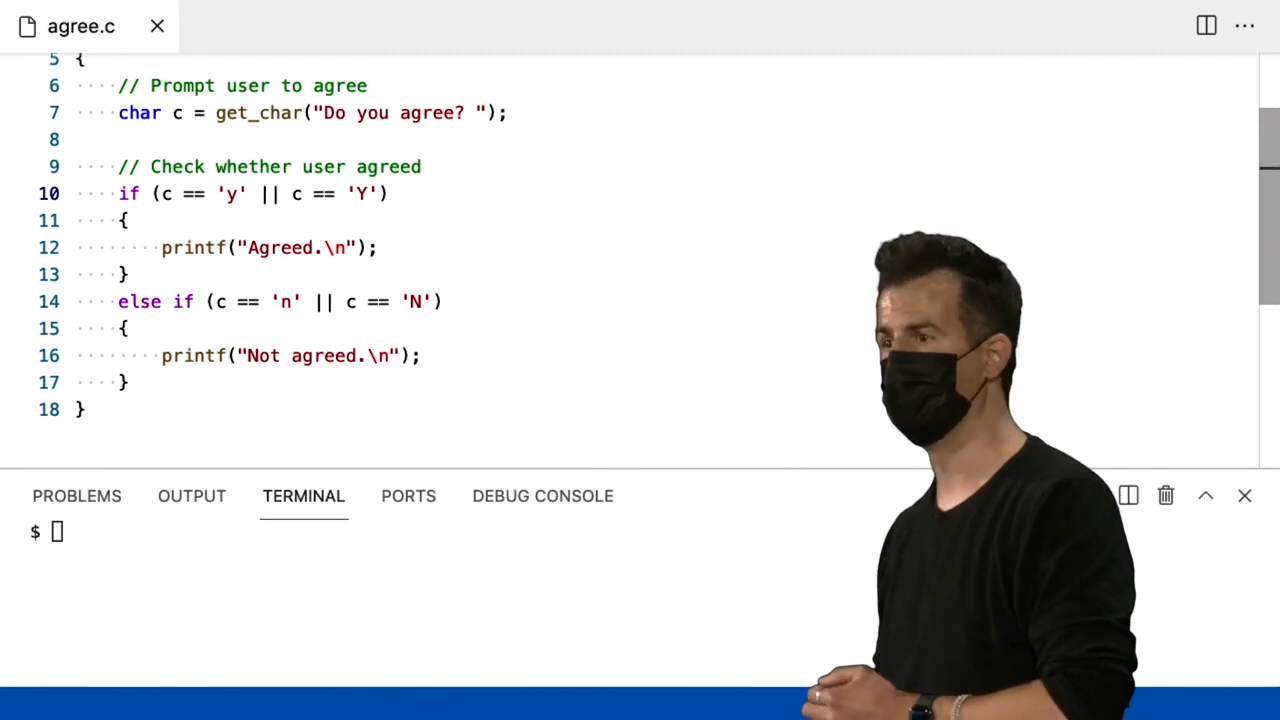 agree.c
5 {
6 ····// Prompt user to agree
7 ····char c = get_char("Do you agree? ");
8
9 ····// Check whether user agreed
10 ····if (c == 'y' || c == 'Y')
11 ····{
12 ········printf("Agreed.\n");
13 ····}
14 ····else if (c == 'n' || c == 'N')
15 ····{
16 ········printf("Not agreed.\n");
17 ····}
18 }
PROBLEMS OUTPUT TERMINAL PORTS DEBUG CONSOLE
$